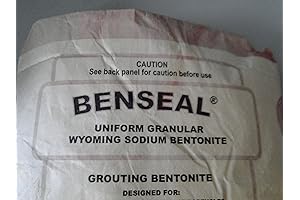 CAUTION
See back panel for caution before use
BENSEAL®
UNIFORM GRANULAR
WYOMING SODIUM BENTONITE
GROUTING BENTONITE
DESIGNED FOR: